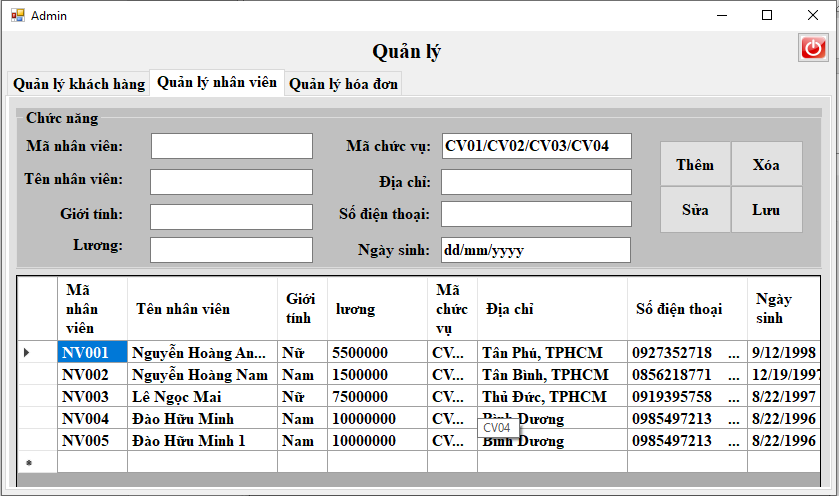 Admin
Quản lý
Quản lý khách hàng Quản lý nhân viên Quản lý hóa đơn
Chức năng
Mã nhân viên: Mã chức vụ: CV01/CV02/CV03/CV04
Tên nhân viên: Địa chỉ:
Giới tính: Số điện thoại:
Lương: Ngày sinh: dd/mm/yyyy
Thêm Xóa
Sửa Lưu
Mã nhân viên Tên nhân viên Giới tính lương Mã chức vụ Địa chỉ Số điện thoại Ngày sinh
NV001 Nguyễn Hoàng An... Nữ 5500000 CV... Tân Phú, TPHCM 0927352718 ... 9/12/1998
NV002 Nguyễn Hoàng Nam Nam 1500000 CV... Tân Bình, TPHCM 0856218771 ... 12/19/1997
NV003 Lê Ngọc Mai Nữ 7500000 CV... Thủ Đức, TPHCM 0919395758 ... 8/22/1997
NV004 Đào Hữu Minh Nam 10000000 CV... Bình Dương 0985497213 ... 8/22/1996
CV04
NV005 Đào Hữu Minh 1 Nam 10000000 CV... Bình Dương 0985497213 ... 8/22/1996